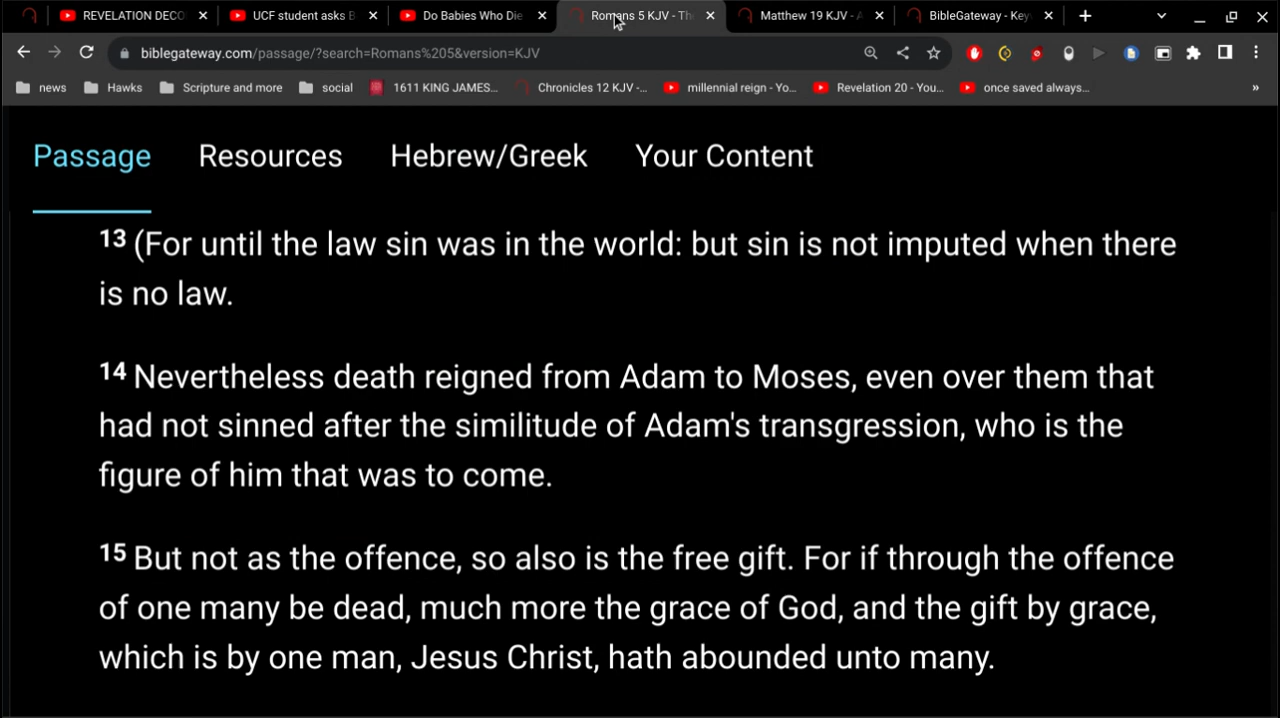 REVELATION DECO
UCF student asks B
Do Babies Who Die
Romans 5 KJV - Th
Matthew 19 KJV - A
BibleGateway - Key
biblegateway.com/passage/?search=Romans%205&version=KJV
news
Hawks
Scripture and more
social
1611 KING JAMES...
Chronicles 12 KJV -...
millennial reign - Yo...
Revelation 20 - You...
once saved always...
»
Passage
Resources
Hebrew/Greek
Your Content
13 (For until the law sin was in the world: but sin is not imputed when there
is no law.
14 Nevertheless death reigned from Adam to Moses, even over them that
had not sinned after the similitude of Adam's transgression, who is the
figure of him that was to come.
15 But not as the offence, so also is the free gift. For if through the offence
of one many be dead, much more the grace of God, and the gift by grace,
which is by one man, Jesus Christ, hath abounded unto many.